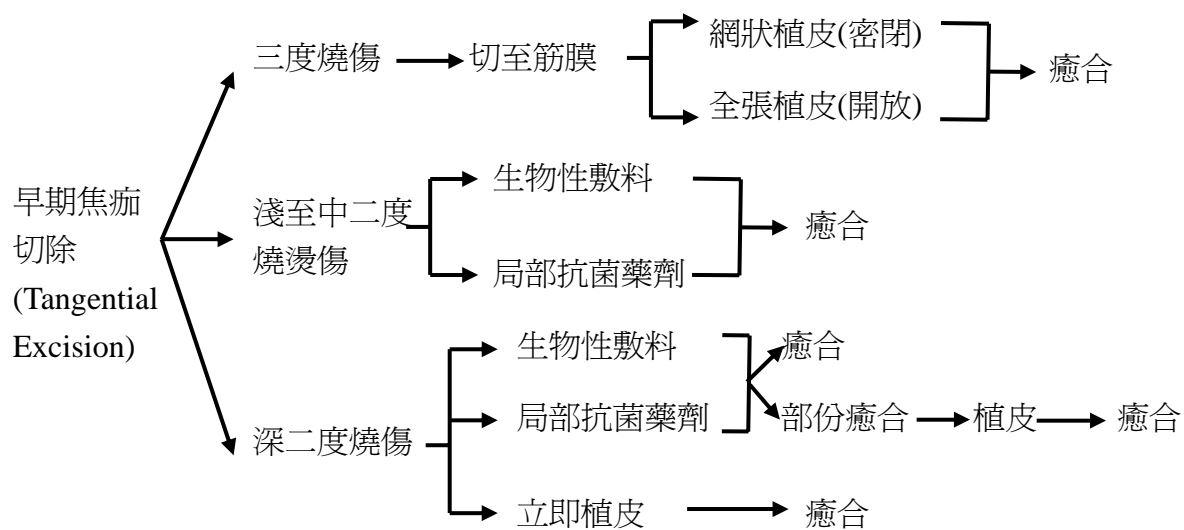 三度燒傷
切至筋膜
網狀植皮(密閉)
全張植皮(開放)
癒合
早期焦痂
切除
(Tangential
Excision)
淺至中二度
燒燙傷
生物性敷料
局部抗菌藥劑
癒合
深二度燒傷
生物性敷料
局部抗菌藥劑
癒合
部份癒合
植皮
癒合
立即植皮
癒合